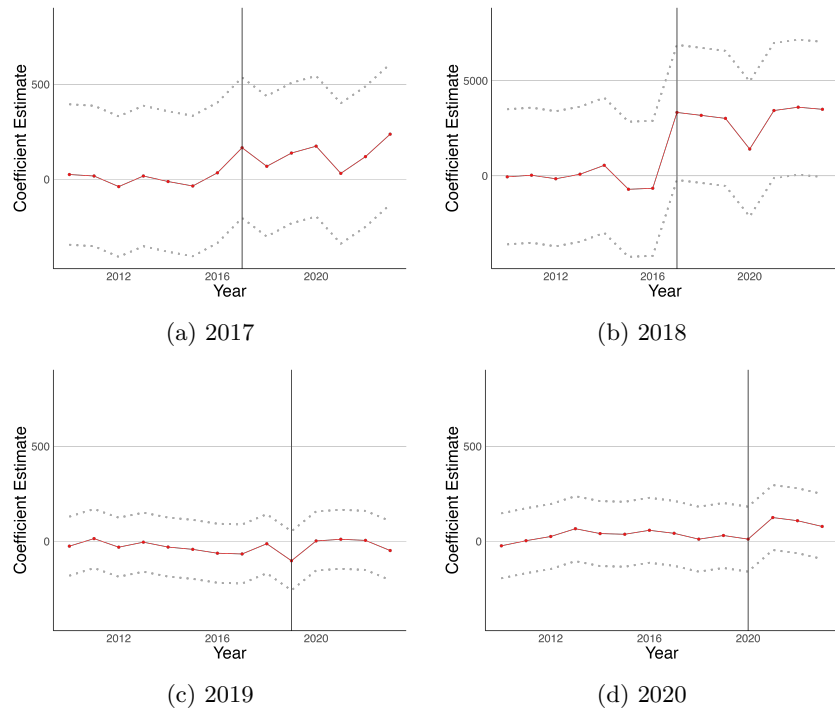 Coefficient Estimate
500
0
2012
2016
2020
Year
(a) 2017
Coefficient Estimate
5000
0
2012
2016
2020
Year
(b) 2018
Coefficient Estimate
500
0
2012
2016
2020
Year
(c) 2019
Coefficient Estimate
500
0
2012
2016
2020
Year
(d) 2020